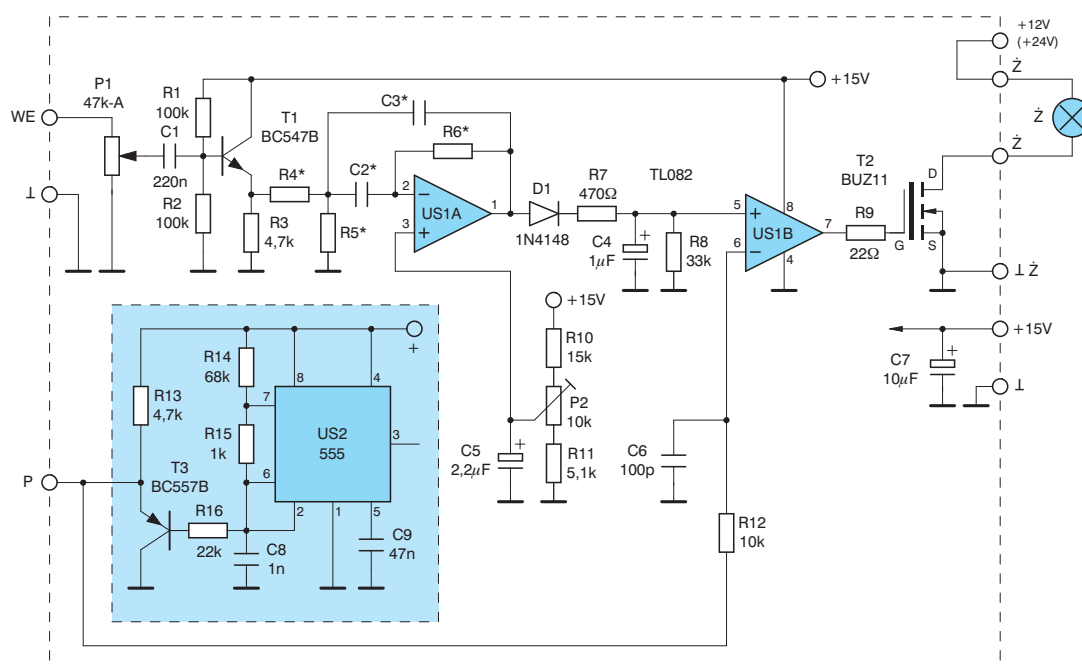 +12V
(+24V)
Ż
P1
47k-A
WE
R1
100k
C1
220n
R2
100k
T1
BC547B
C3*
R6*
R4*
C2*
R3
4,7k
R5*
2
3
1
US1A
D1
1N4148
R7
470Ω
TL082
C4
1µF
R8
33k
+15V
5
6
8
7
4
US1B
R9
22Ω
T2
BUZ11
D
G
S
Ż
Ż
⊥
⊥ Ż
+15V
C7
10µF
⊥
+15V
R10
15k
P2
10k
R11
5,1k
C5
2,2µF
C6
100p
R12
10k
R13
4,7k
R14
68k
R15
1k
+
8
4
7
6
2
1
5
3
US2
555
T3
BC557B
R16
22k
C8
1n
C9
47n
P